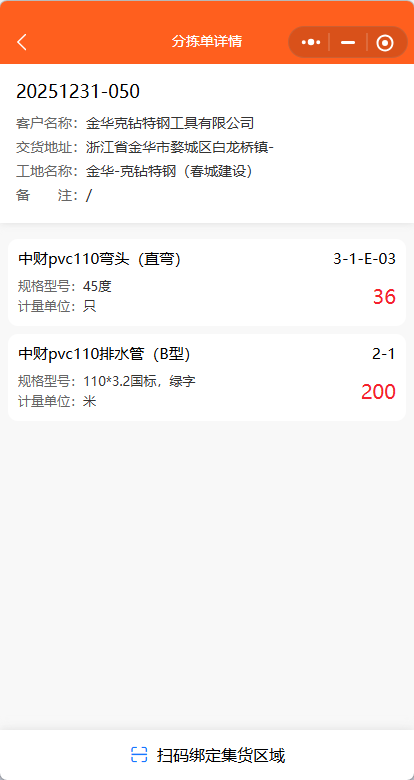 分拣单详情
20251231-050
客户名称：金华克钻特钢工具有限公司
交货地址：浙江省金华市婺城区白龙桥镇-
工地名称：金华-克钻特钢（春城建设）
备　　注：/
中财pvc110弯头（直弯） 3-1-E-03
规格型号：45度
36
计量单位：只
中财pvc110排水管（B型） 2-1
规格型号：110*3.2国标，绿字
200
计量单位：米
扫码绑定集货区域